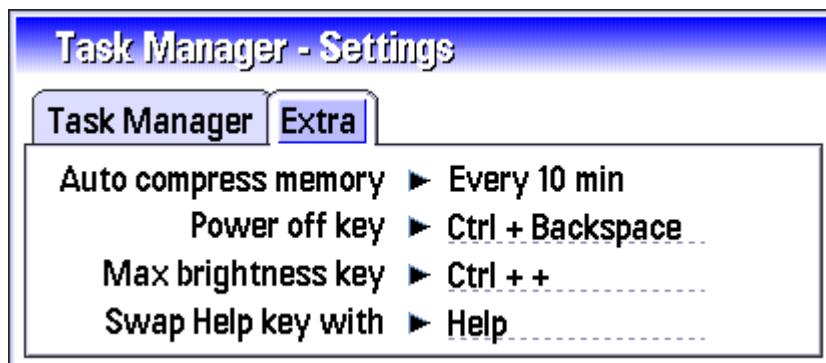 Task Manager - Settings
Task Manager Extra
Auto compress memory ► Every 10 min
Power off key ► Ctrl + Backspace
Max brightness key ► Ctrl + +
Swap Help key with ► Help